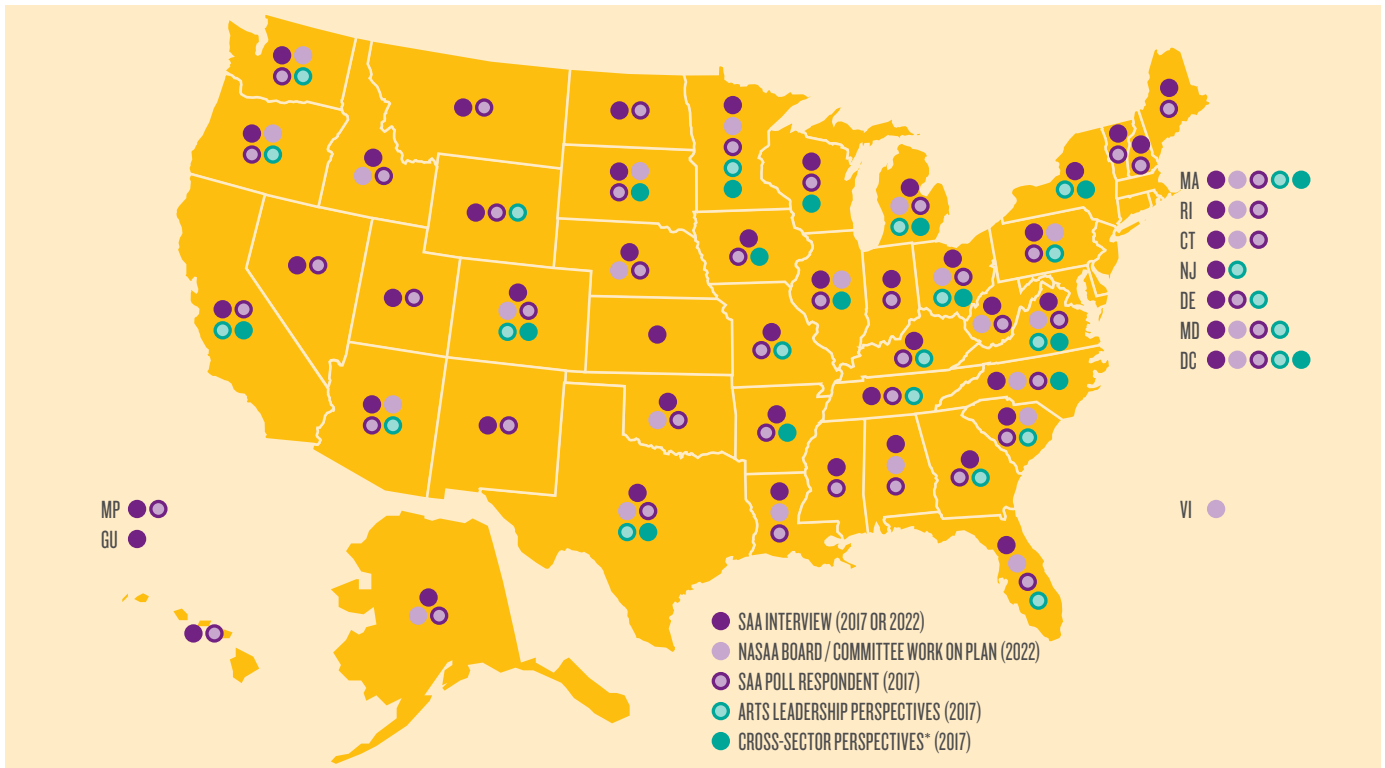 MA
RI
CT
NJ
DE
MD
DC
MP
GU
VI
SAA INTERVIEW (2017 OR 2022)
NASAA BOARD / COMMITTEE WORK ON PLAN (2022)
SAA POLL RESPONDENT (2017)
ARTS LEADERSHIP PERSPECTIVES (2017)
CROSS-SECTOR PERSPECTIVES* (2017)